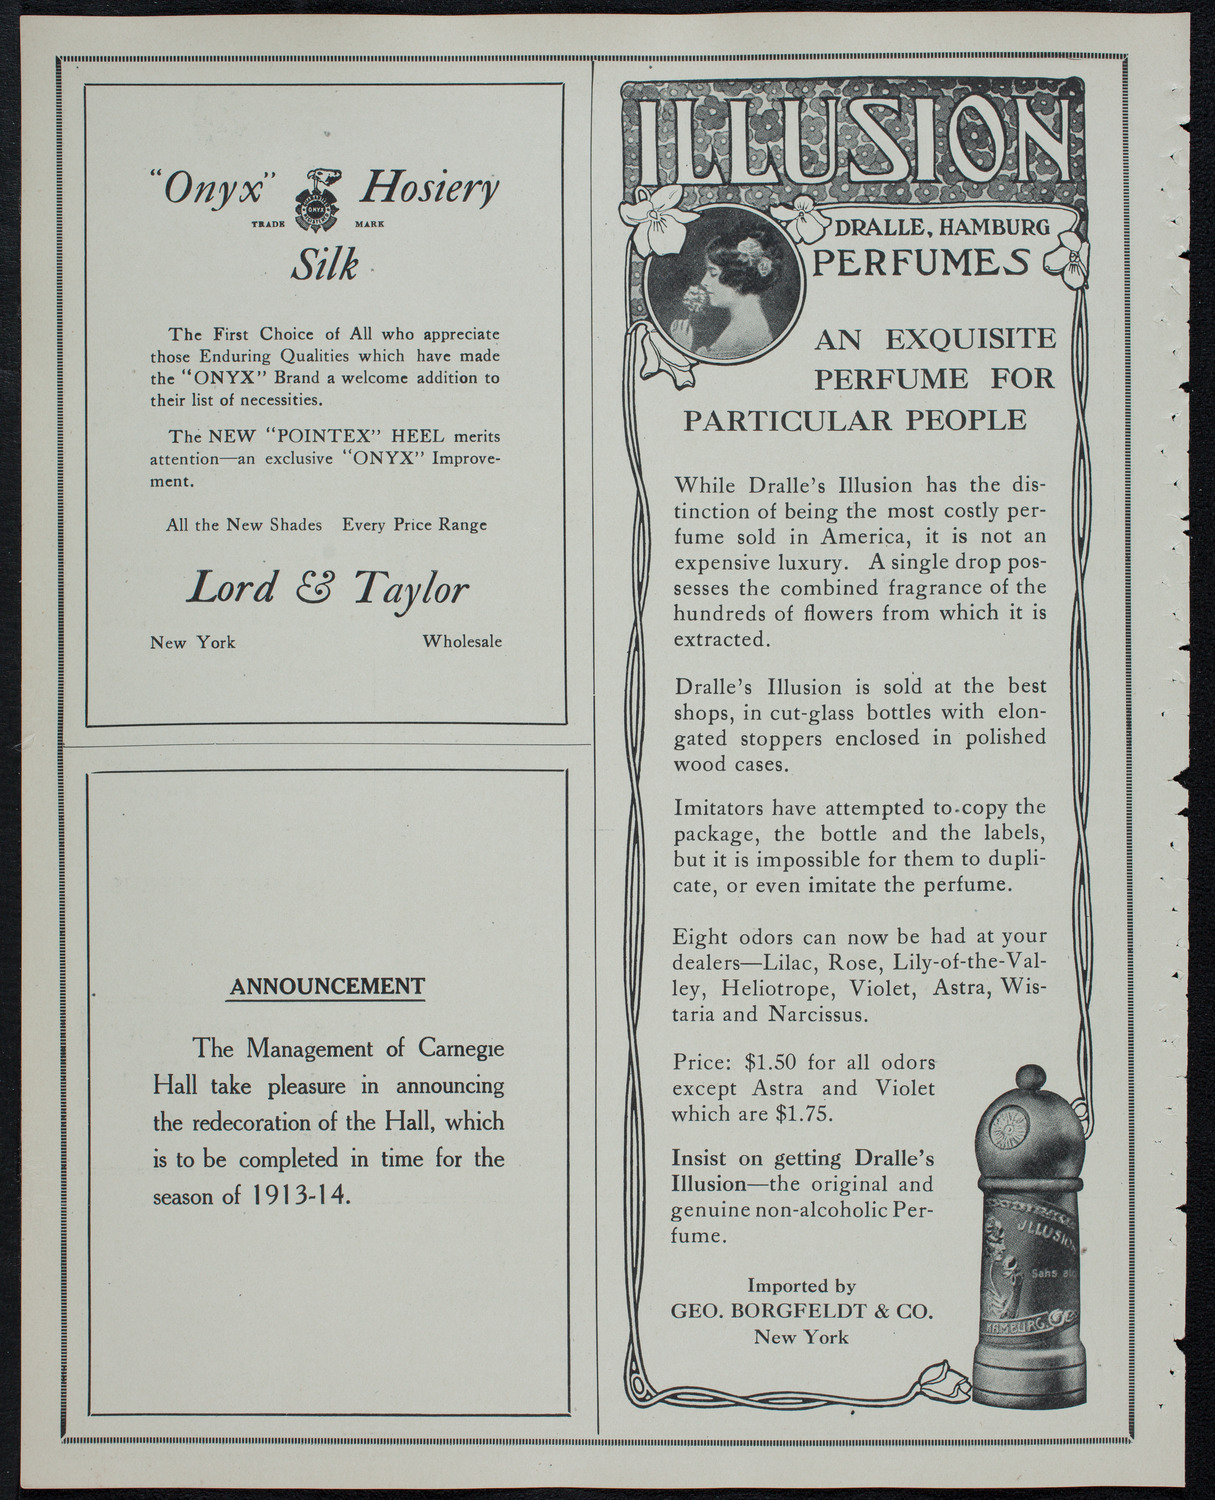 "Onyx" Hosiery
ONYX
TRADE MARK
Silk
The First Choice of All who appreciate
those Enduring Qualities which have made
the "ONYX" Brand a welcome addition to
their list of necessities.
The NEW "POINTEX" HEEL merits
attention—an exclusive "ONYX" Improve-
ment.
All the New Shades Every Price Range
Lord & Taylor
New York Wholesale
ANNOUNCEMENT
The Management of Carnegie
Hall take pleasure in announcing
the redecoration of the Hall, which
is to be completed in time for the
season of 1913-14.
ILLUSION
DRALLE, HAMBURG
PERFUMES
AN EXQUISITE
PERFUME FOR
PARTICULAR PEOPLE
While Dralle's Illusion has the dis-
tinction of being the most costly per-
fume sold in America, it is not an
expensive luxury. A single drop pos-
sesses the combined fragrance of the
hundreds of flowers from which it is
extracted.
Dralle's Illusion is sold at the best
shops, in cut-glass bottles with elon-
gated stoppers enclosed in polished
wood cases.
Imitators have attempted to copy the
package, the bottle and the labels,
but it is impossible for them to dupli-
cate, or even imitate the perfume.
Eight odors can now be had at your
dealers—Lilac, Rose, Lily-of-the-Val-
ley, Heliotrope, Violet, Astra, Wis-
taria and Narcissus.
Price: $1.50 for all odors
except Astra and Violet
which are $1.75.
Insist on getting Dralle's
Illusion—the original and
genuine non-alcoholic Per-
fume.
Imported by
GEO. BORGFELDT & CO.
New York
ILLUSION
HAMBURG